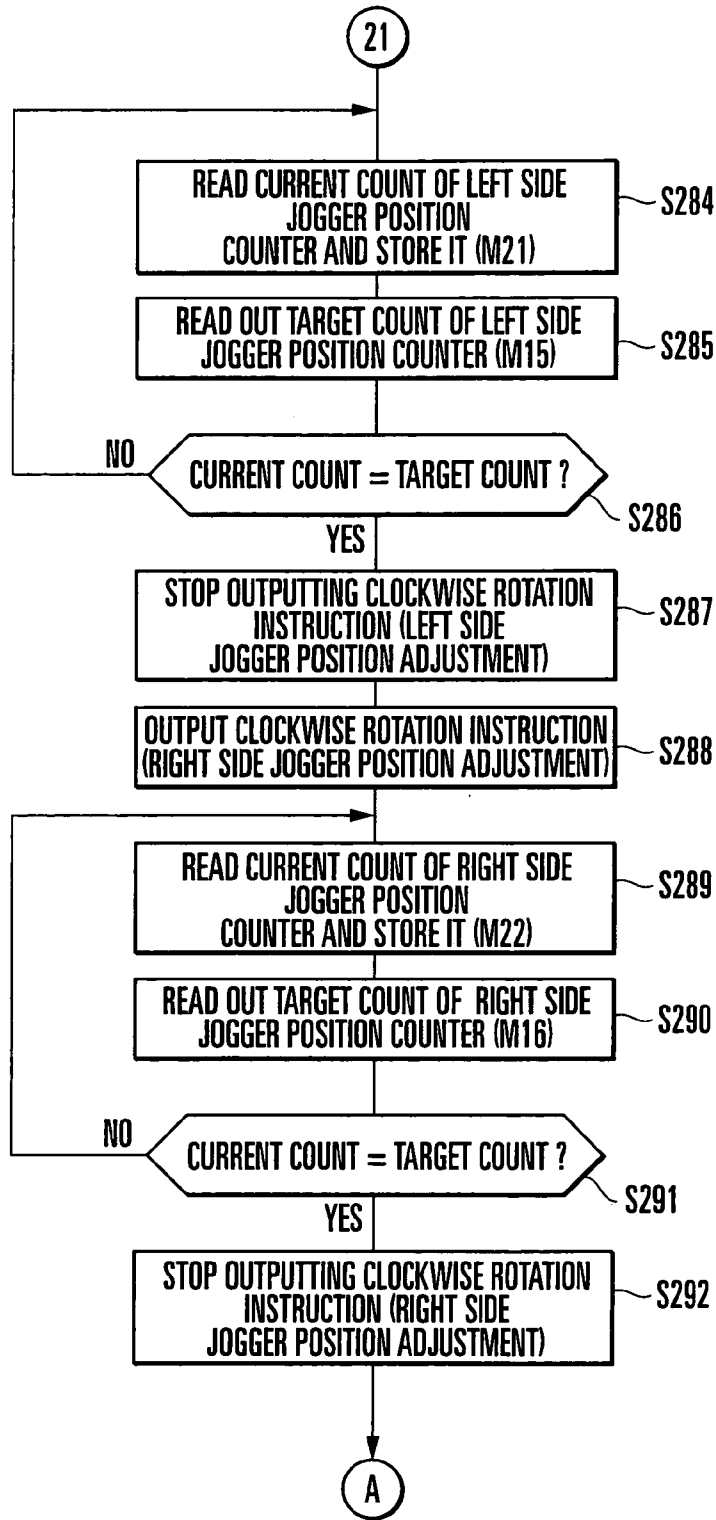 21
READ CURRENT COUNT OF LEFT SIDE
JOGGER POSITION
COUNTER AND STORE IT (M21)
S284
READ OUT TARGET COUNT OF LEFT SIDE
JOGGER POSITION COUNTER (M15)
S285
NO
CURRENT COUNT = TARGET COUNT ?
S286
YES
STOP OUTPUTTING CLOCKWISE ROTATION
INSTRUCTION (LEFT SIDE
JOGGER POSITION ADJUSTMENT)
S287
OUTPUT CLOCKWISE ROTATION INSTRUCTION
(RIGHT SIDE JOGGER POSITION ADJUSTMENT)
S288
READ CURRENT COUNT OF RIGHT SIDE
JOGGER POSITION
COUNTER AND STORE IT (M22)
S289
READ OUT TARGET COUNT OF RIGHT SIDE
JOGGER POSITION COUNTER (M16)
S290
NO
CURRENT COUNT = TARGET COUNT ?
S291
YES
STOP OUTPUTTING CLOCKWISE ROTATION
INSTRUCTION (RIGHT SIDE
JOGGER POSITION ADJUSTMENT)
S292
A